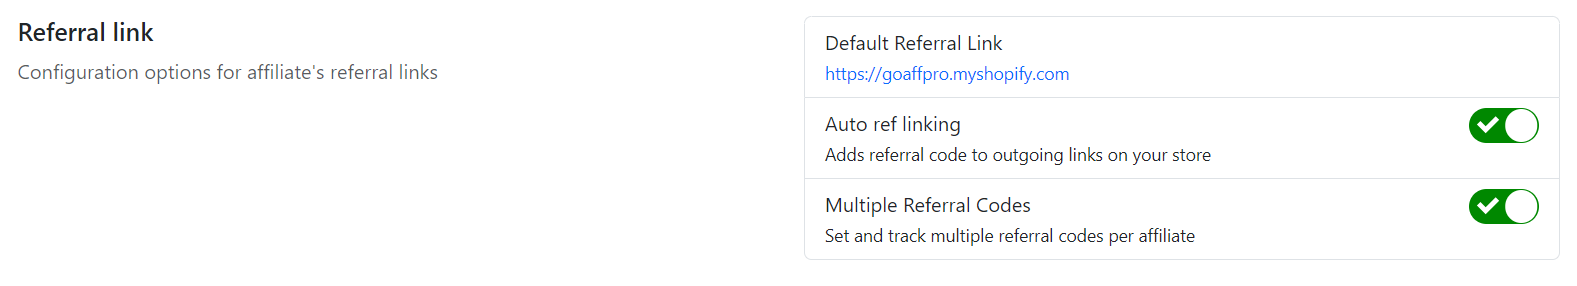 Referral link
Configuration options for affiliate's referral links
Default Referral Link
https://goaffpro.myshopify.com
Auto ref linking
Adds referral code to outgoing links on your store
Multiple Referral Codes
Set and track multiple referral codes per affiliate